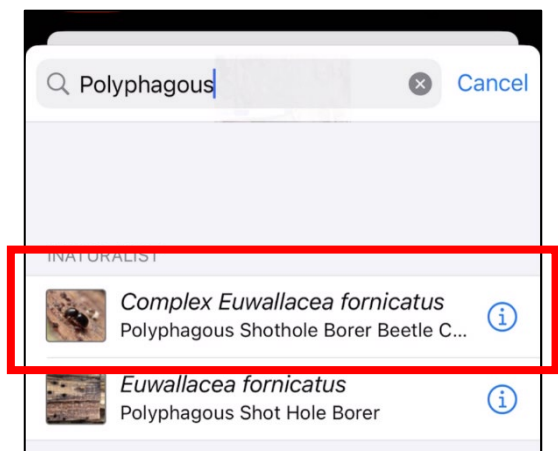 Polyphagous
Cancel
INATURALIST
Complex Euwallacea fornicatus
Polyphagous Shothole Borer Beetle C...
Euwallacea fornicatus
Polyphagous Shot Hole Borer